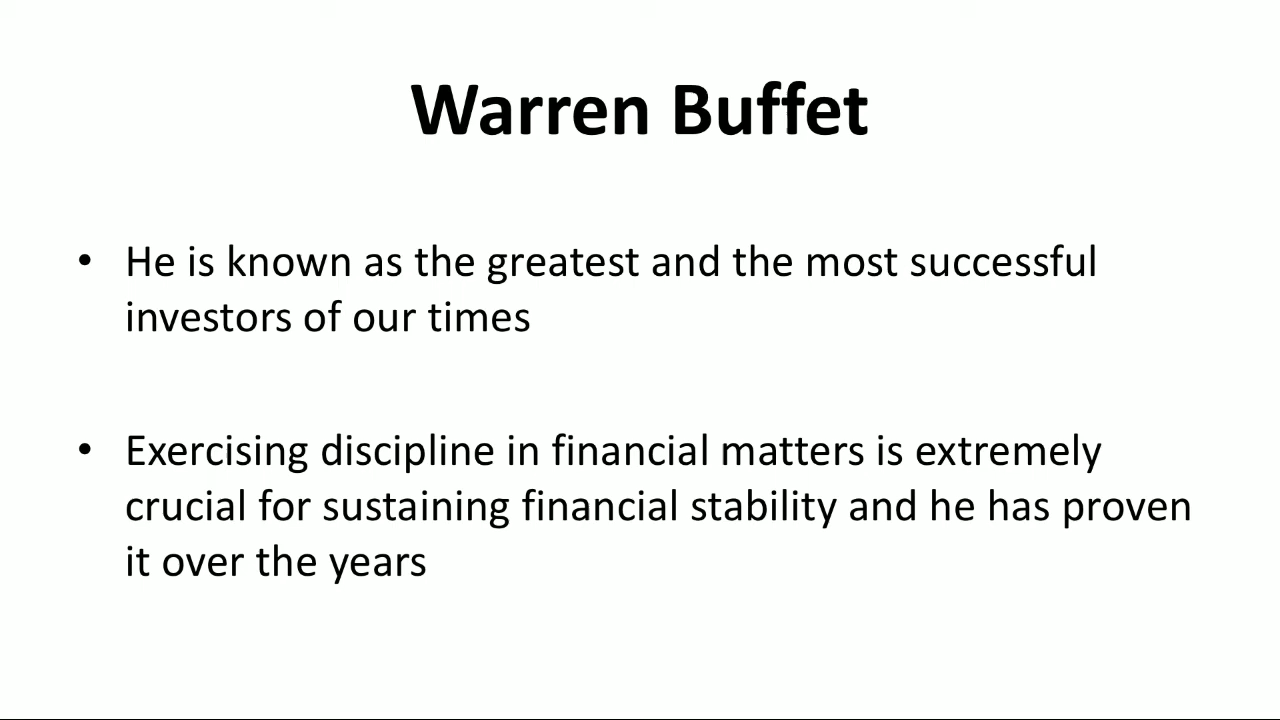 Warren Buffet
• He is known as the greatest and the most successful
investors of our times
• Exercising discipline in financial matters is extremely
crucial for sustaining financial stability and he has proven
it over the years